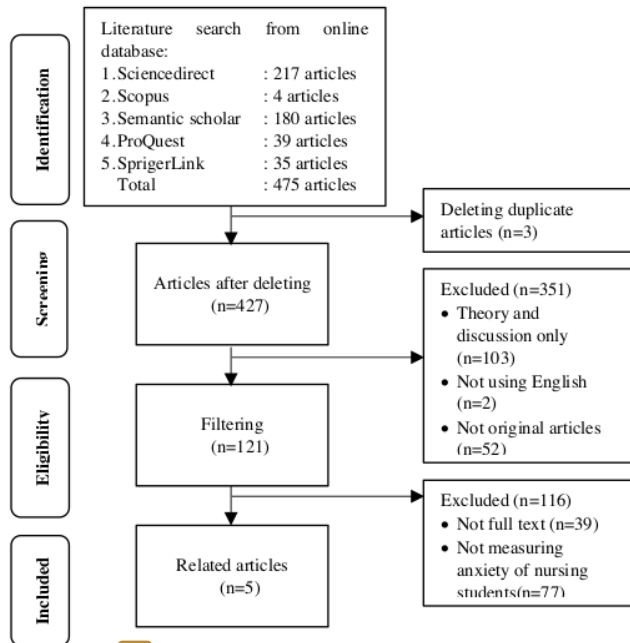 Identification
Literature search from online
database:
1.Sciencedirect : 217 articles
2.Scopus : 4 articles
3.Semantic scholar : 180 articles
4.ProQuest : 39 articles
5.SprigerLink : 35 articles
Total : 475 articles
Deleting duplicate
articles (n=3)
Screening
Articles after deleting
(n=427)
Excluded (n=351)
• Theory and
discussion only
(n=103)
• Not using English
(n=2)
• Not original articles
(n=52)
Eligibility
Filtering
(n=121)
Excluded (n=116)
• Not full text (n=39)
• Not measuring
anxiety of nursing
students(n=77)
Included
Related articles
(n=5)